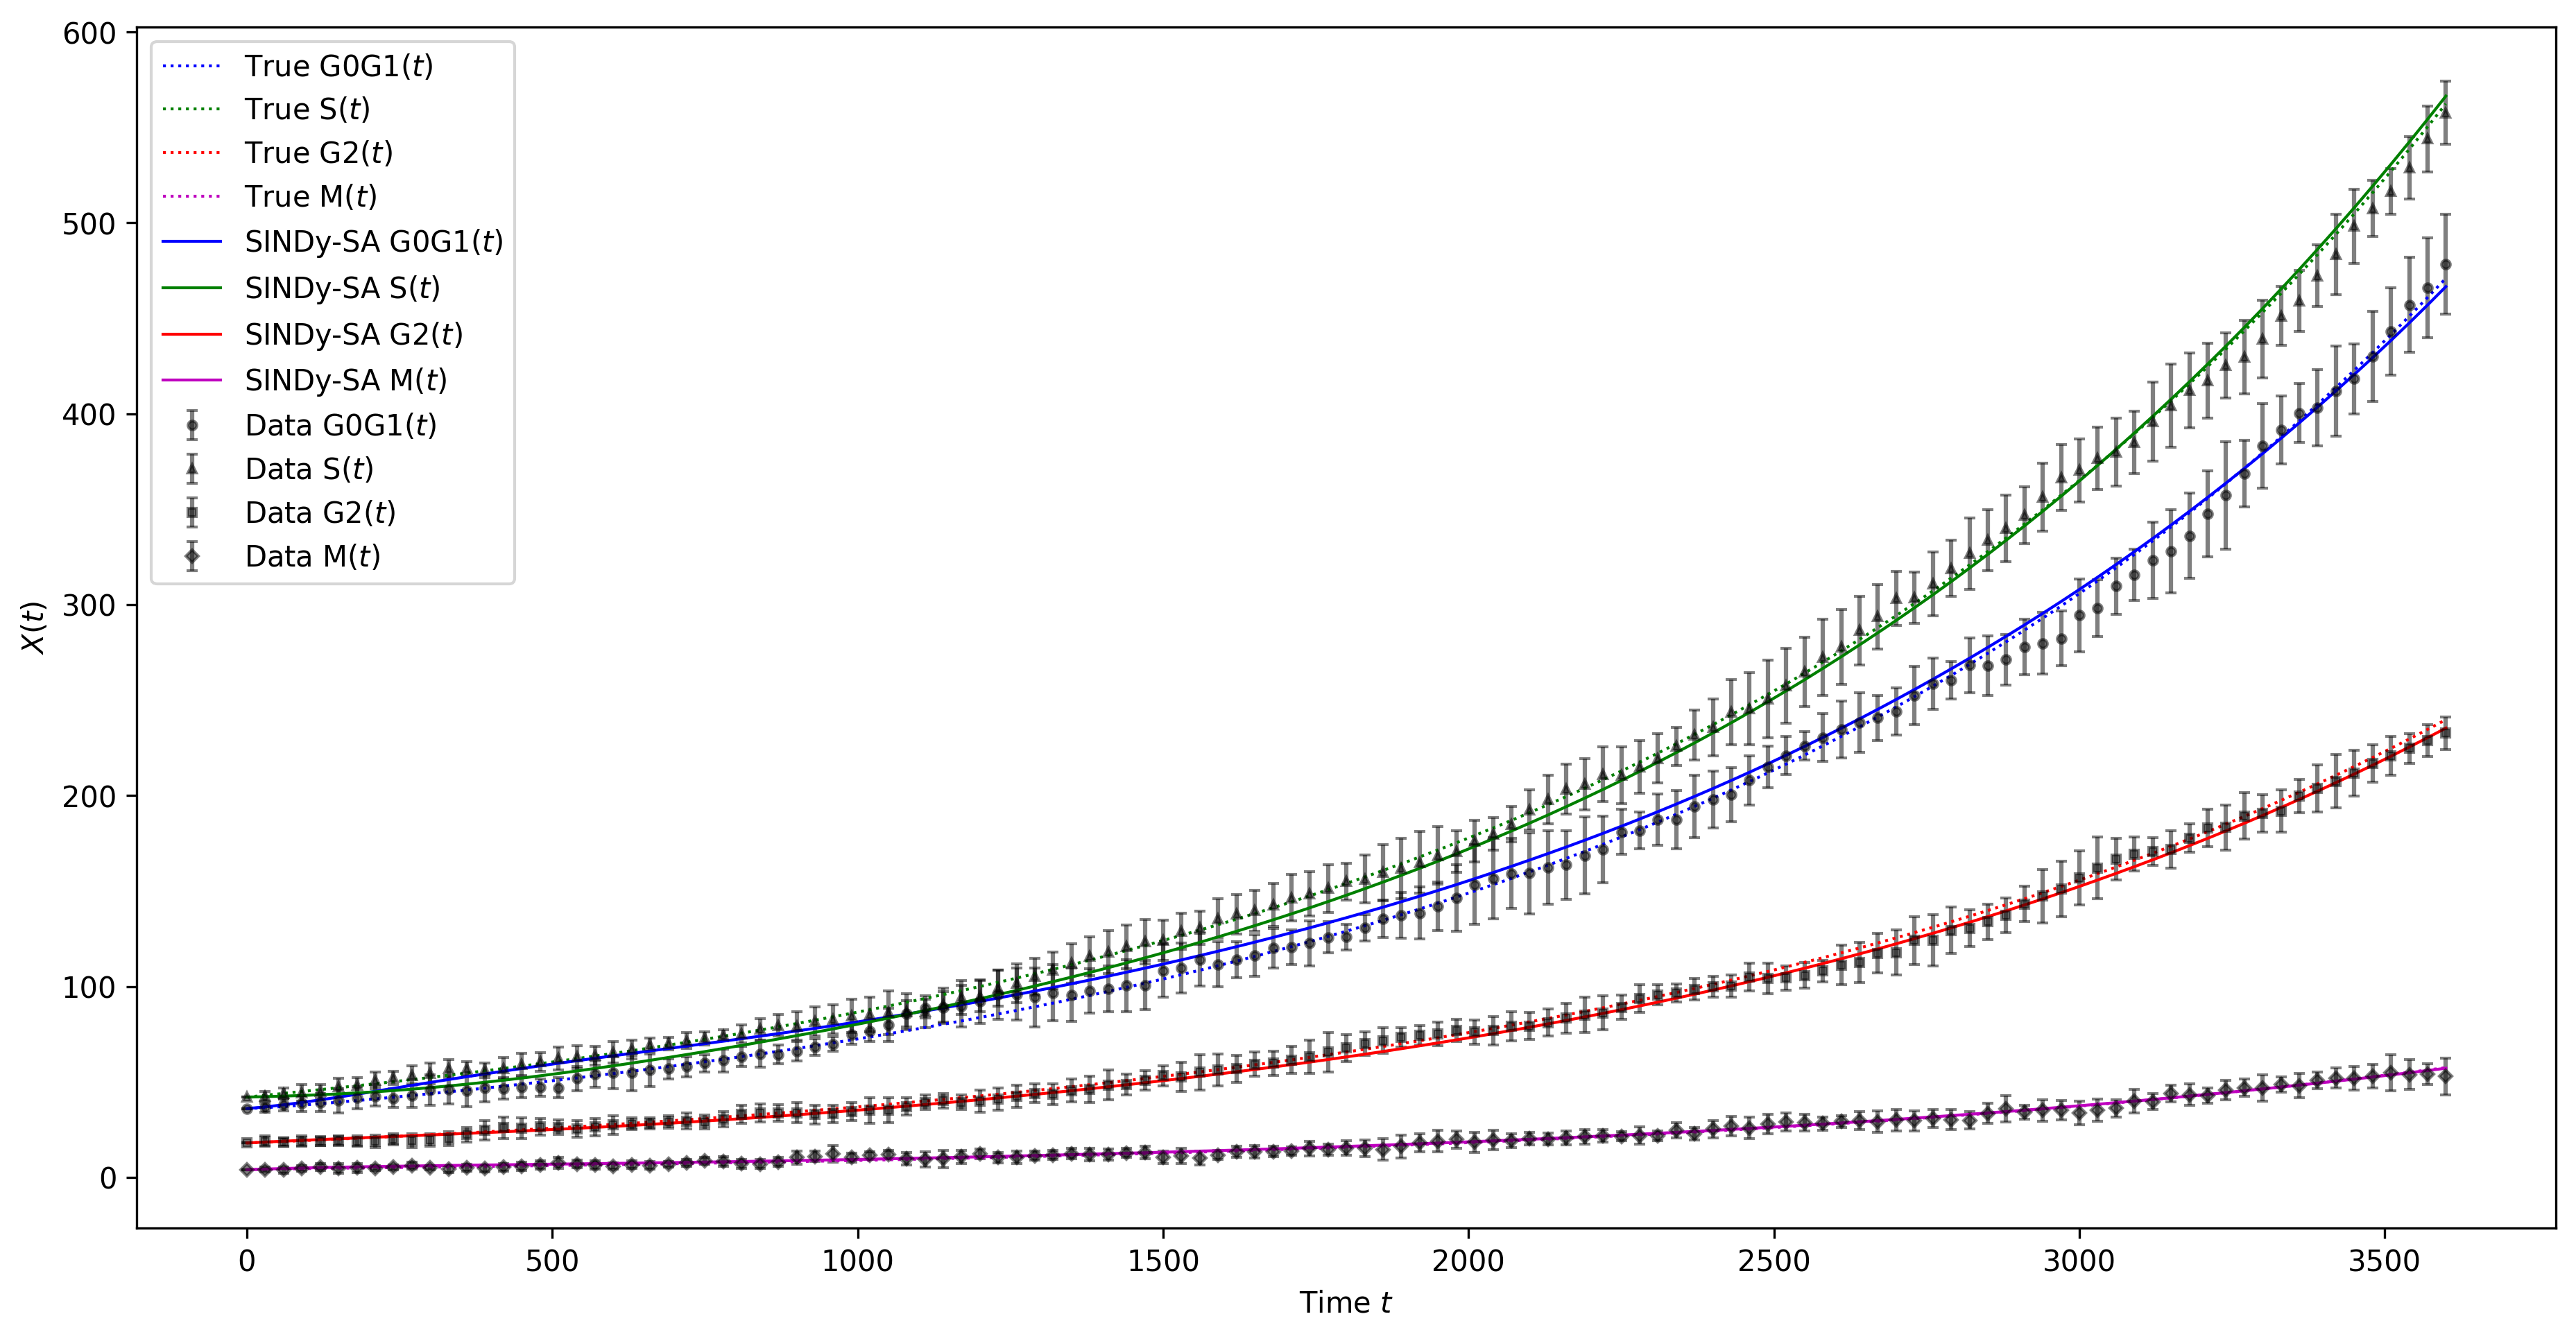 600
500
400
300
200
100
0
X(t)
True G0G1(t)
True S(t)
True G2(t)
True M(t)
SINDy-SA G0G1(t)
SINDy-SA S(t)
SINDy-SA G2(t)
SINDy-SA M(t)
Data G0G1(t)
Data S(t)
Data G2(t)
Data M(t)
0 500 1000 1500 2000 2500 3000 3500
Time t